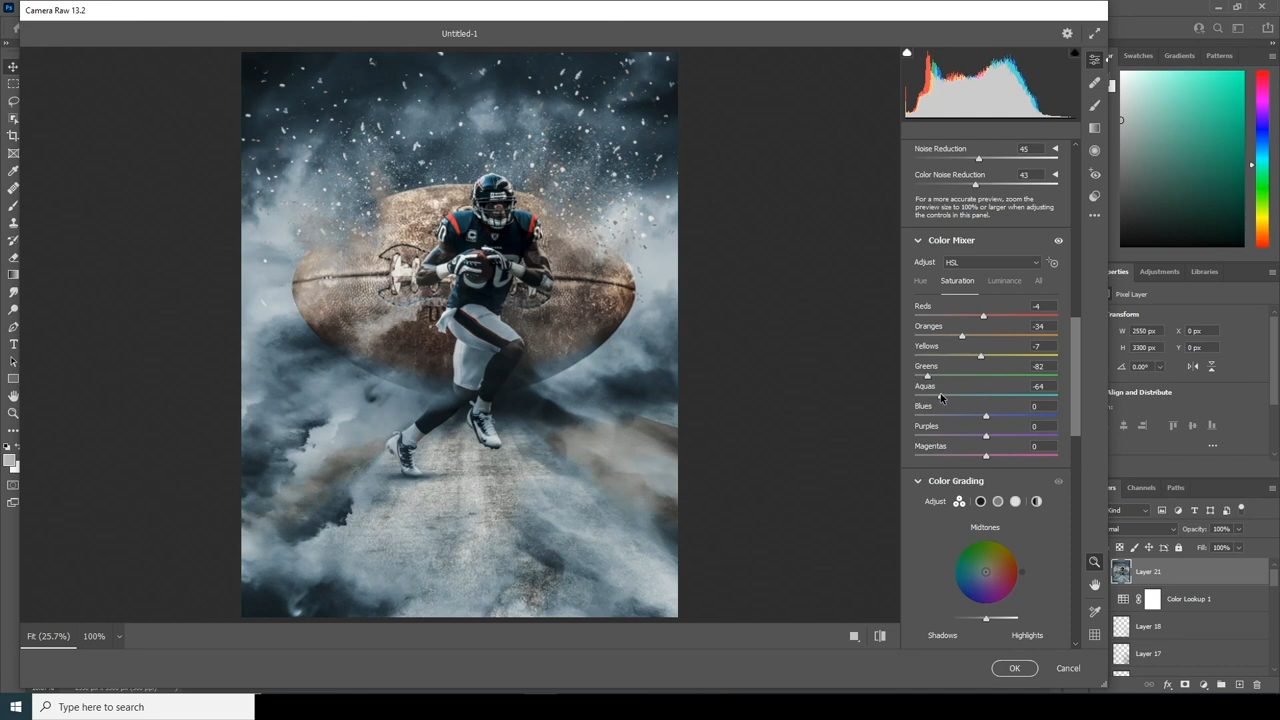 Camera Raw 13.2
Untitled-1
Swatches
Gradients
Patterns
Noise Reduction 45
Color Noise Reduction 43
For a more accurate preview, zoom the
preview size to 100% or larger when adjusting
the controls in this panel.
Color Mixer
Adjust HSL
Hue Saturation Luminance All
Reds -4
Oranges -34
Yellows -7
Greens -82
Aquas -64
Blues 0
Purples 0
Magentas 0
Color Grading
Adjust
Midtones
Shadows Highlights
Fit (25.7%) 100%
OK Cancel
Adjustments Libraries
Pixel Layer
W 2550 px X 0 px
H 3300 px Y 0 px
0.00°
Align and Distribute
Channels Paths
Kind
Opacity: 100%
Fill: 100%
Layer 21
Color Lookup 1
Layer 18
Layer 17
Type here to search